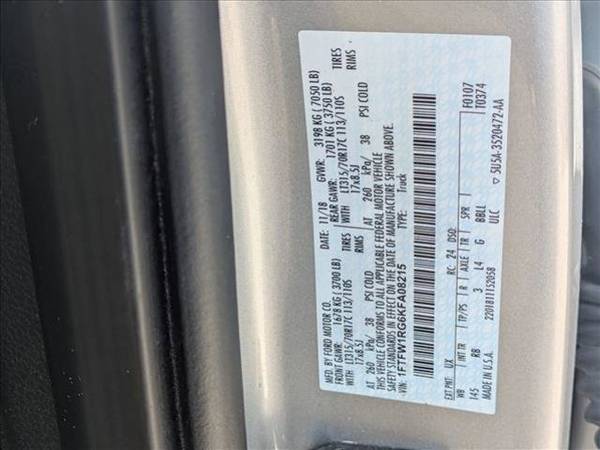 MFD. BY FORD MOTOR CO.
DATE: 11/18 GVWR: 3198 KG ( 7050 LB)
FRONT GAWR: 1678 KG ( 3700 LB) REAR GAWR: 1701 KG ( 3750 LB)
WITH LT315/70R17C 113/110S TIRES WITH LT315/70R17C 113/110S TIRES
17x8.5J RIMS 17x8.5J RIMS
AT 260 kPa/ 38 PSI COLD AT 260 kPa/ 38 PSI COLD
THIS VEHICLE CONFORMS TO ALL APPLICABLE FEDERAL MOTOR VEHICLE
SAFETY STANDARDS IN EFFECT ON THE DATE OF MANUFACTURE SHOWN ABOVE.
VIN: 1FTFW1RG6KFA08215 TYPE: Truck
F0107
T0374
EXT PNT: UX RC: 24 DSO:
WB INT TR TP/PS R AXLE TR SPR
145 RB 3 L4 G BBLL
MADE IN U.S.A. 2201811152058 ULC
▽ 5U5A-3520472-AA